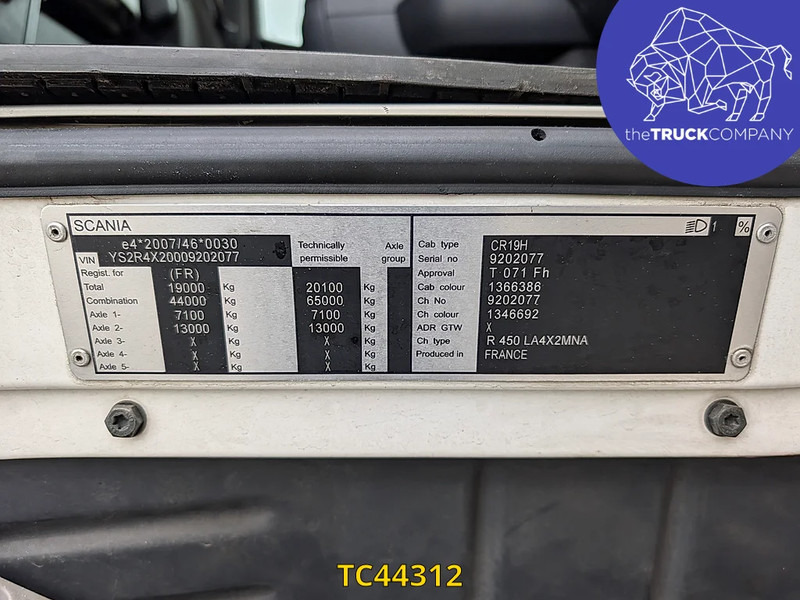 theTRUCKCOMPANY
SCANIA 1 %
e4*2007/46*0030
VIN YS2R4X20009202077
Technically permissible Axle group
Regist. for (FR)
Total 19000 Kg 20100 Kg
Combination 44000 Kg 65000 Kg
Axle 1- 7100 Kg 7100 Kg
Axle 2- 13000 Kg 13000 Kg
Axle 3- X Kg X Kg
Axle 4- X Kg X Kg
Axle 5- X Kg X Kg
Cab type CR19H
Serial no 9202077
Approval T 071 Fh
Cab colour 1366386
Ch No 9202077
Ch colour 1346692
ADR GTW X
Ch type R 450 LA4X2MNA
Produced in FRANCE
TC44312